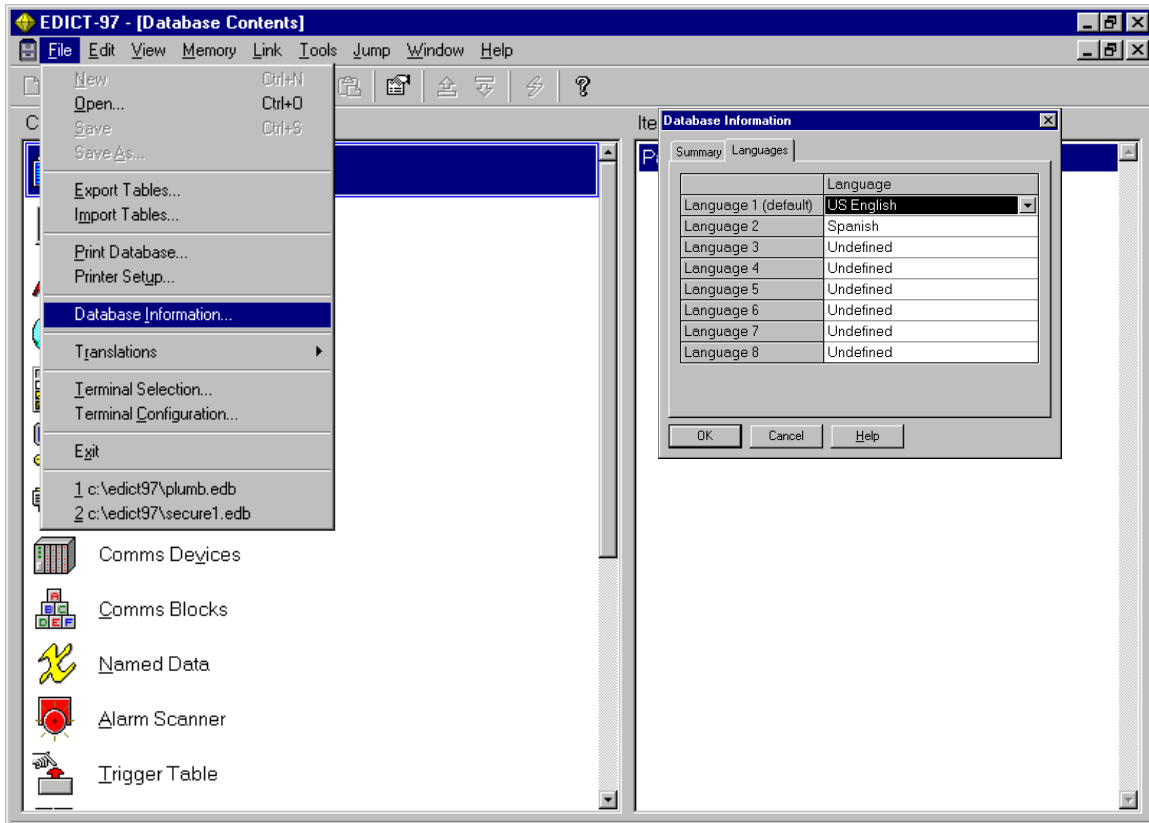 EDICT-97 - [Database Contents]
File Edit View Memory Link Tools Jump Window Help
New Ctrl+N
Open... Ctrl+O
Save Ctrl+S
Save As...
Export Tables...
Import Tables...
Print Database...
Printer Setup...
Database Information...
Translations
Terminal Selection...
Terminal Configuration...
Exit
1 c:\edict97\plumb.edb
2 c:\edict97\secure1.edb
C
Comms Devices
Comms Blocks
Named Data
Alarm Scanner
Trigger Table
Ite
P
Database Information
Summary Languages
Language
Language 1 (default) US English
Language 2 Spanish
Language 3 Undefined
Language 4 Undefined
Language 5 Undefined
Language 6 Undefined
Language 7 Undefined
Language 8 Undefined
OK Cancel Help